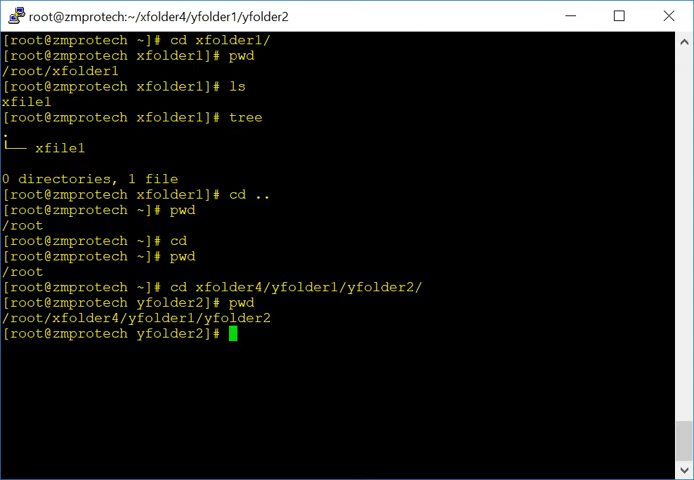 root@zmprotech:~/xfolder4/yfolder1/yfolder2
[root@zmprotech ~]# cd xfolder1/
[root@zmprotech xfolder1]# pwd
/root/xfolder1
[root@zmprotech xfolder1]# ls
xfile1
[root@zmprotech xfolder1]# tree
.
└── xfile1
0 directories, 1 file
[root@zmprotech xfolder1]# cd ..
[root@zmprotech ~]# pwd
/root
[root@zmprotech ~]# cd
[root@zmprotech ~]# pwd
/root
[root@zmprotech ~]# cd xfolder4/yfolder1/yfolder2/
[root@zmprotech yfolder2]# pwd
/root/xfolder4/yfolder1/yfolder2
[root@zmprotech yfolder2]#